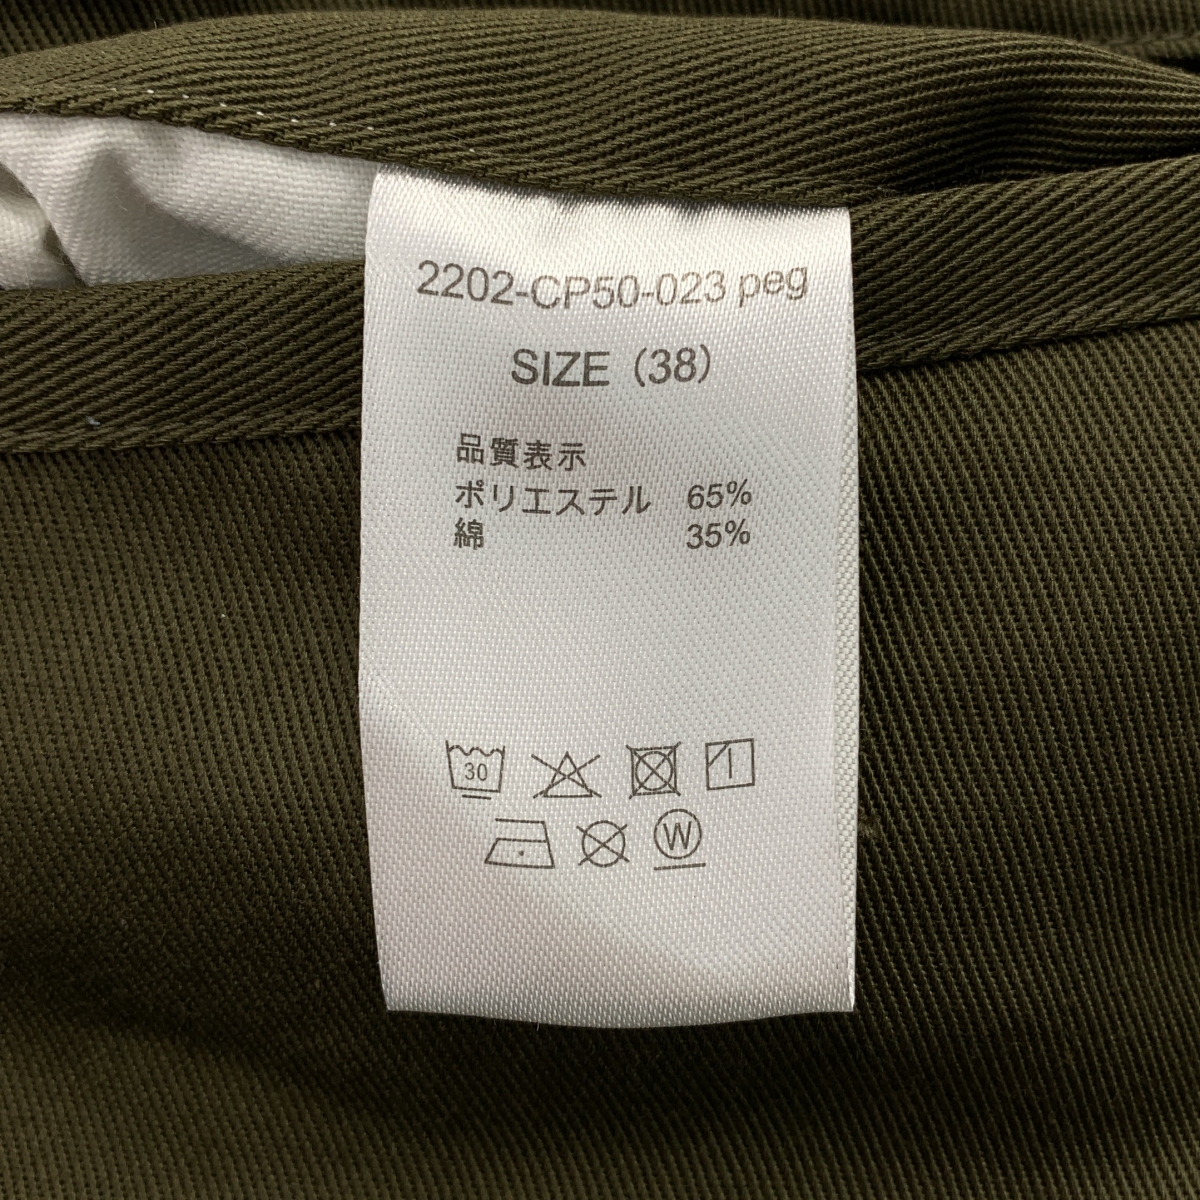 2202-CP50-023 peg
SIZE（38）
品質表示
ポリエステル 65%
綿 35%
30
W